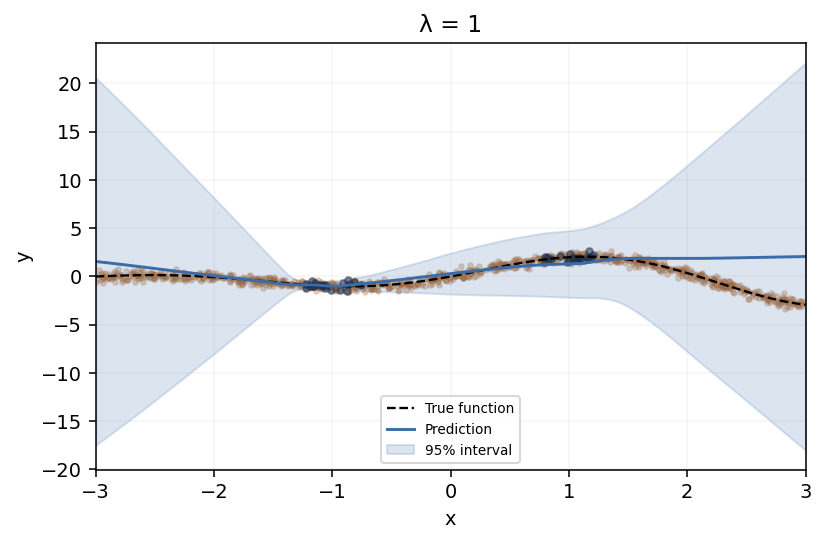 λ = 1
20
15
10
5
0
−5
−10
−15
−20
y
True function
Prediction
95% interval
−3 −2 −1 0 1 2 3
x